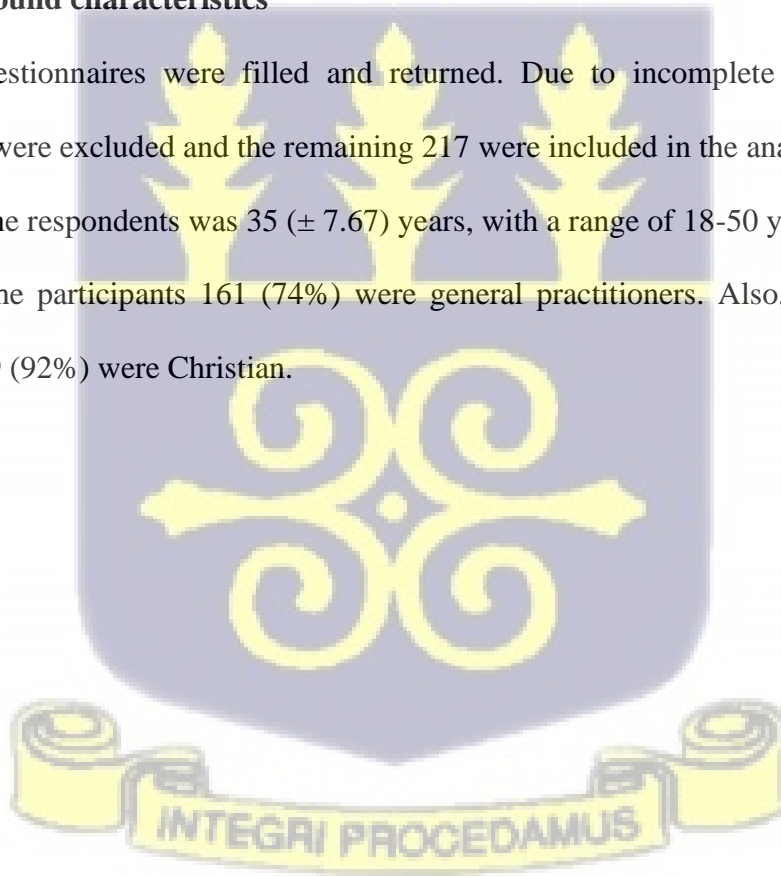 ound characteristics
estionnaires were filled and returned. Due to incomplete
were excluded and the remaining 217 were included in the ana
ne respondents was 35 (± 7.67) years, with a range of 18-50 y
ne participants 161 (74%) were general practitioners. Also,
(92%) were Christian.
INTEGRI PROCEDAMUS